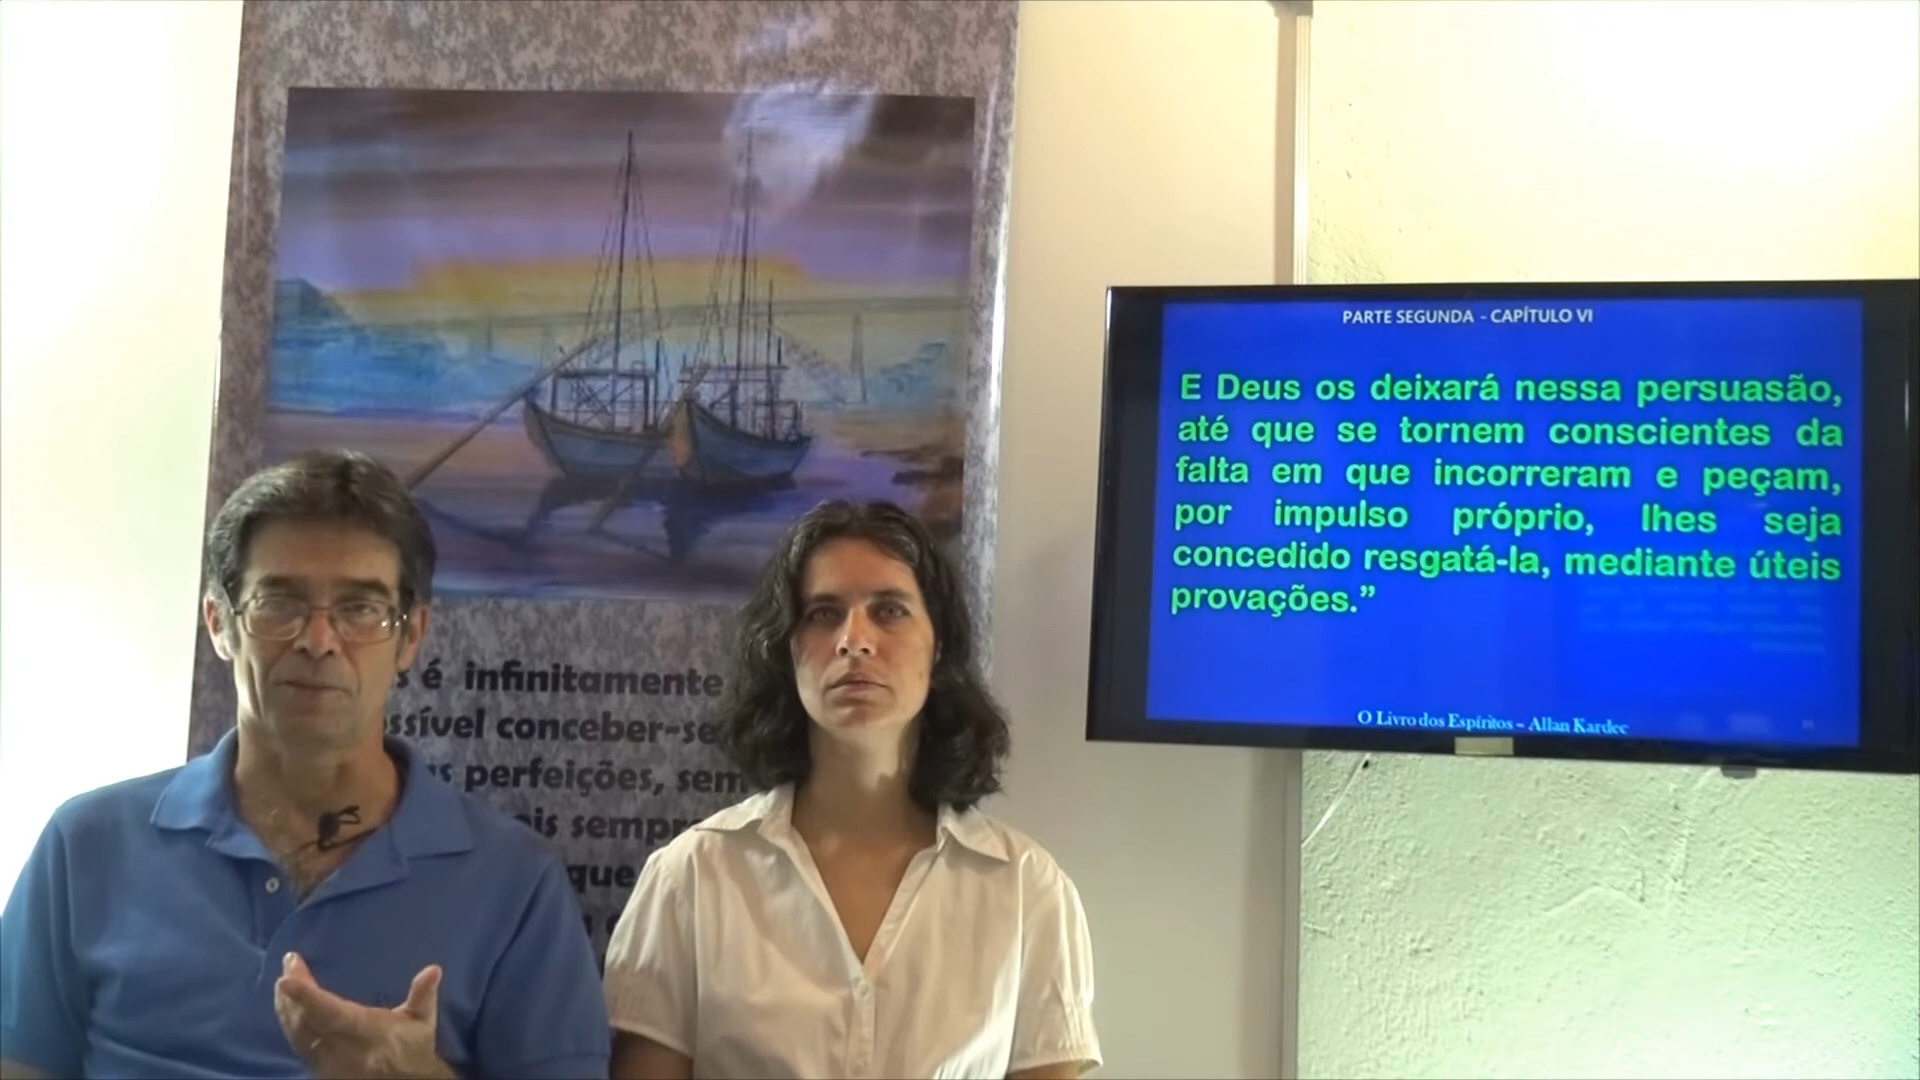 s é infinitamente
ssível conceber-se
s perfeições, sem
is sempre
que
PARTE SEGUNDA - CAPÍTULO VI
E Deus os deixará nessa persuasão,
até que se tornem conscientes da
falta em que incorreram e peçam,
por impulso próprio, lhes seja
concedido resgatá-la, mediante úteis
provações.”
O Livro dos Espíritos – Allan Kardec